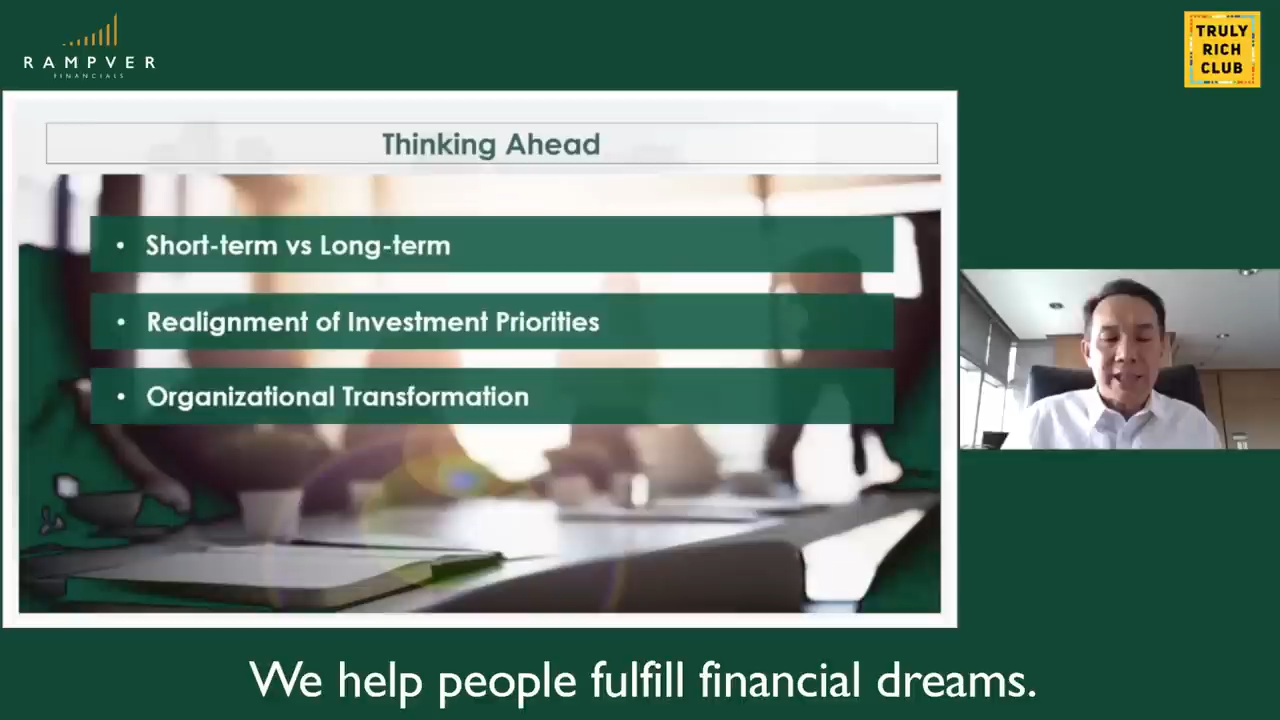 RAMPVER
FINANCIALS
TRULY
RICH
CLUB
Thinking Ahead
• Short-term vs Long-term
• Realignment of Investment Priorities
• Organizational Transformation
We help people fulfill financial dreams.